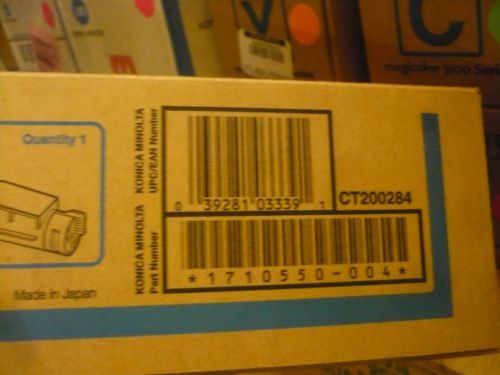 C
magicolor 3100 Seri
Quantity 1
KONICA MINOLTA KONICA MINOLTA
Part Number UPC/EAN Number
0 39281 03339 1
CT200284
*1710550-004*
Made in Japan